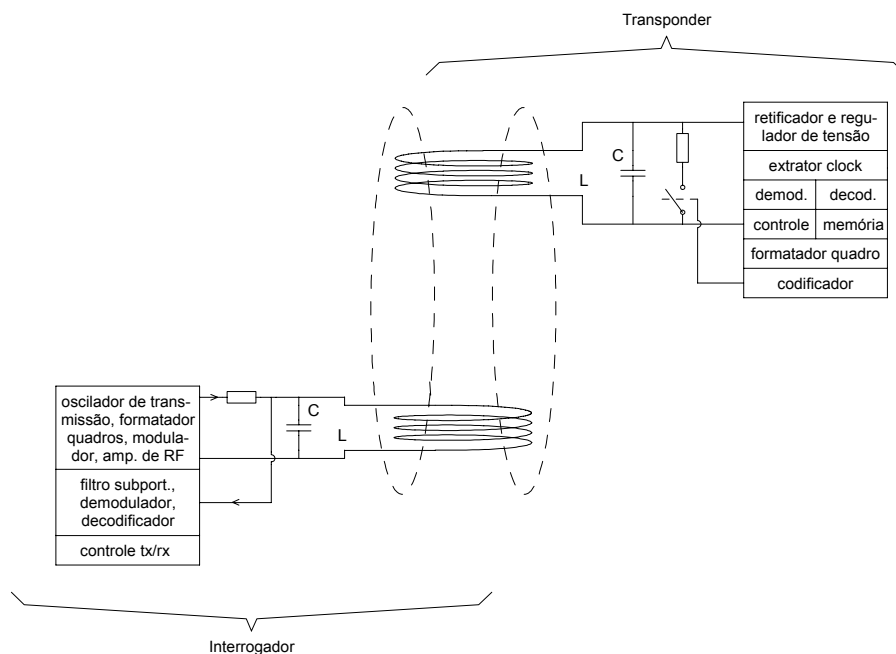 Transponder
retificador e regu-
lador de tensão
C
extrator clock
L
demod.
decod.
controle
memória
formatador quadro
codificador
oscilador de trans-
missão, formatador
quadros, modula-
dor, amp. de RF
C
L
filtro subport.,
demodulador,
decodificador
controle tx/rx
Interrogador